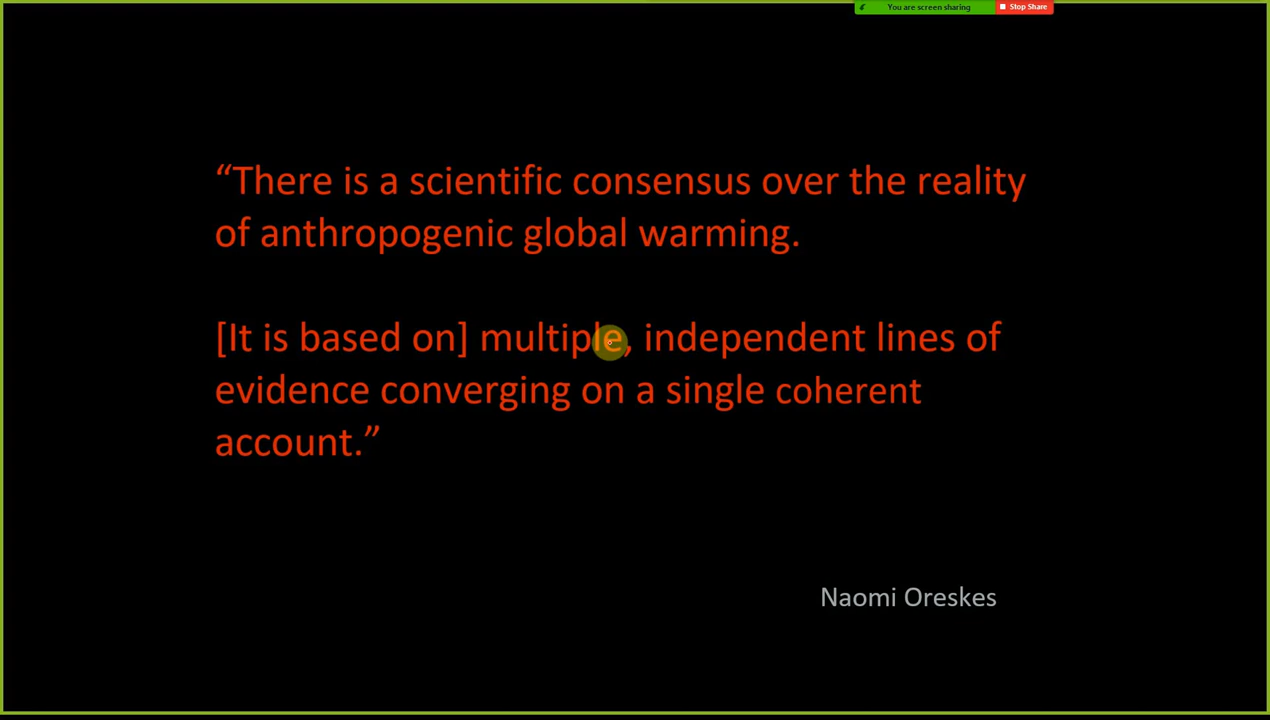 You are screen sharing
Stop Share
“There is a scientific consensus over the reality
of anthropogenic global warming.
[It is based on] multiple, independent lines of
evidence converging on a single coherent
account.”
Naomi Oreskes